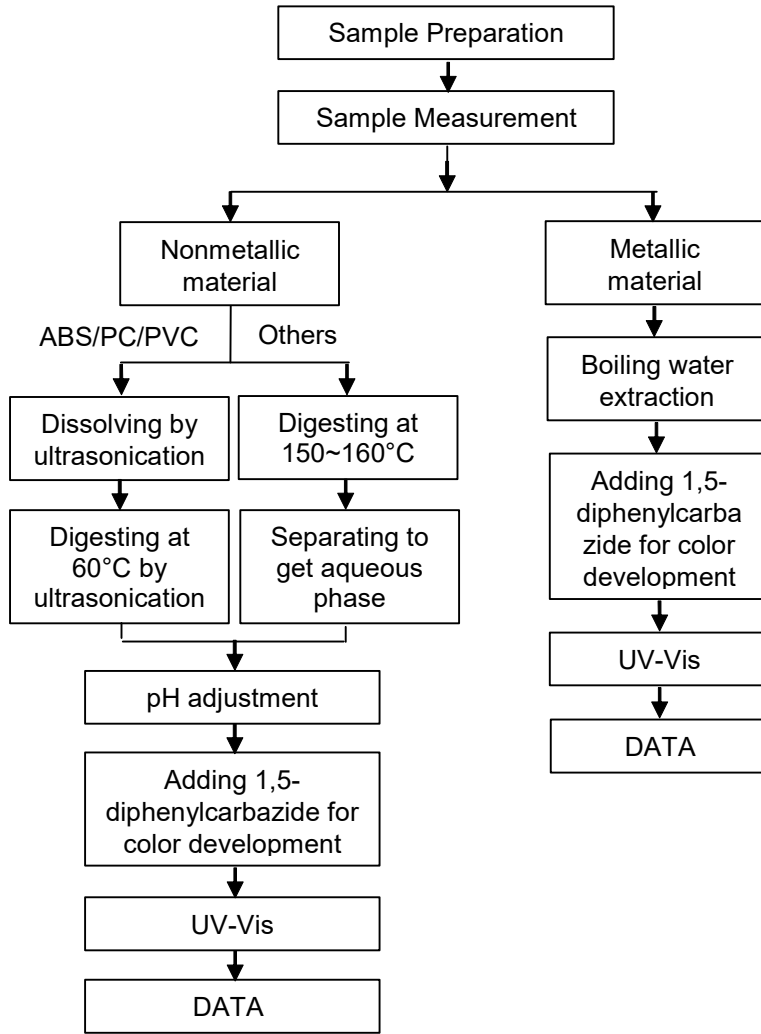 Sample Preparation
Sample Measurement
Nonmetallic
material
Metallic
material
ABS/PC/PVC
Others
Dissolving by
ultrasonication
Digesting at
150~160°C
Boiling water
extraction
Digesting at
60°C by
ultrasonication
Separating to
get aqueous
phase
Adding 1,5-
diphenylcarba
zide for color
development
pH adjustment
UV-Vis
DATA
Adding 1,5-
diphenylcarbazide for
color development
UV-Vis
DATA